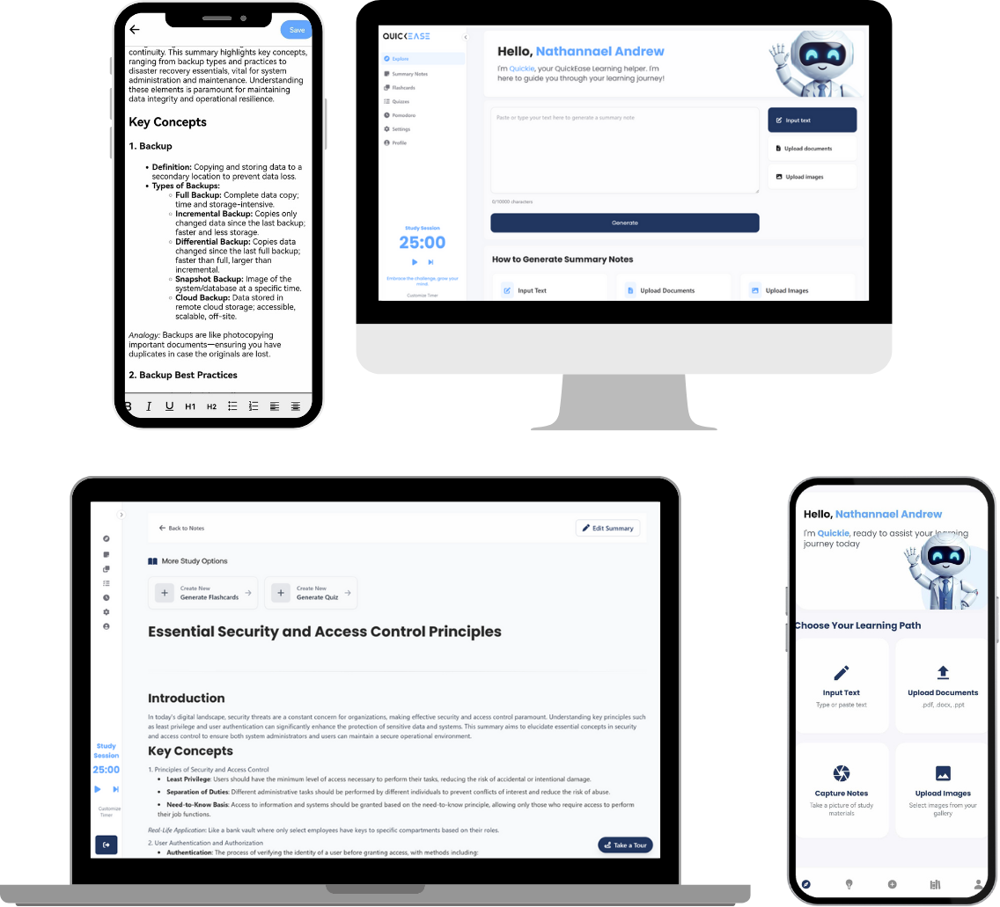 Save
continuity. This summary highlights key concepts,
ranging from backup types and practices to
disaster recovery essentials, vital for system
administration and maintenance. Understanding
these elements is paramount for maintaining
data integrity and operational resilience.
Key Concepts
1. Backup
• Definition: Copying and storing data to a
secondary location to prevent data loss.
• Types of Backups:
○ Full Backup: Complete data copy;
time and storage-intensive.
○ Incremental Backup: Copies only
changed data since the last backup;
faster and less storage.
○ Differential Backup: Copies data
changed since the last full backup;
faster than full, larger than
incremental.
○ Snapshot Backup: Image of the
system/database at a specific time.
○ Cloud Backup: Data stored in
remote cloud storage; accessible,
scalable, off-site.
Analogy: Backups are like photocopying
important documents—ensuring you have
duplicates in case the originals are lost.
2. Backup Best Practices
B I U H1 H2
QUICKEASE
Explore
Summary Notes
Flashcards
Quizzes
Pomodoro
Settings
Profile
Study Session
25:00
Embrace the challenge, grow your
mind.
Customize Timer
Hello, Nathannael Andrew
I'm Quickie, your QuickEase Learning helper. I'm
here to guide you through your learning journey!
Paste or type your text here to generate a summary note
0/10000 characters
Generate
Input text
Upload documents
Upload images
How to Generate Summary Notes
Input Text
Upload Documents
Upload Images
Study
Session
25:00
Customize
Timer
Back to Notes
Edit Summary
More Study Options
Create New
Generate Flashcards
Create New
Generate Quiz
Essential Security and Access Control Principles
Introduction
In today's digital landscape, security threats are a constant concern for organizations, making effective security and access control paramount. Understanding key principles such
as least privilege and user authentication can significantly enhance the protection of sensitive data and systems. This summary aims to elucidate essential concepts in security
and access control to ensure both system administrators and users can maintain a secure operational environment.
Key Concepts
1. Principles of Security and Access Control
• Least Privilege: Users should have the minimum level of access necessary to perform their tasks, reducing the risk of accidental or intentional damage.
• Separation of Duties: Different administrative tasks should be performed by different individuals to prevent conflicts of interest and reduce the risk of abuse.
• Need-to-Know Basis: Access to information and systems should be granted based on the need-to-know principle, allowing only those who require access to perform
their job functions.
Real-Life Application: Like a bank vault where only select employees have keys to specific compartments based on their roles.
2. User Authentication and Authorization
• Authentication: The process of verifying the identity of a user before granting access, with methods including:
Take a Tour
Hello, Nathannael Andrew
I'm Quickie, ready to assist your learning
journey today
Choose Your Learning Path
Input Text
Type or paste text
Upload Documents
.pdf, .docx, .ppt
Capture Notes
Take a picture of study
materials
Upload Images
Select images from your
gallery